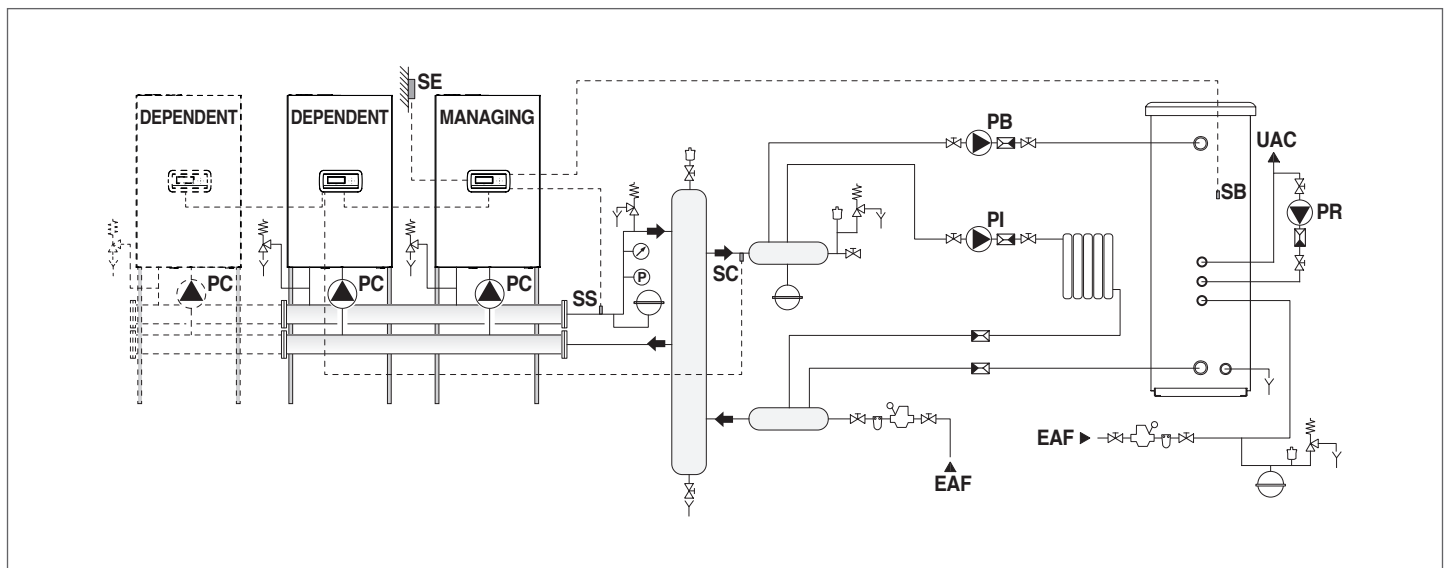 SE
DEPENDENT
DEPENDENT
MANAGING
PB
UAC
SB
PR
PI
SC
PC
PC
PC
SS
P
EAF
EAF